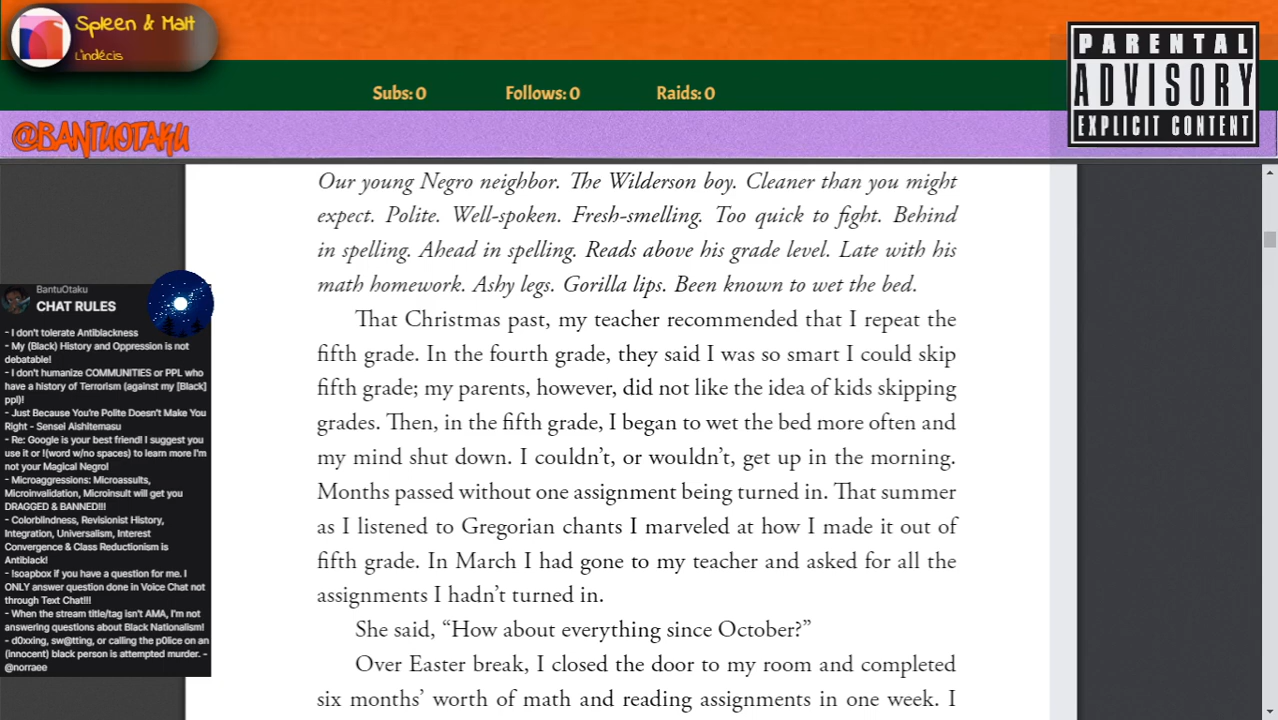 Spleen & Malt
L'indécis
PARENTAL
ADVISORY
EXPLICIT CONTENT
Subs: 0
Follows: 0
Raids: 0
@BANTUOTAKU
Our young Negro neighbor. The Wilderson boy. Cleaner than you might
expect. Polite. Well-spoken. Fresh-smelling. Too quick to fight. Behind
in spelling. Ahead in spelling. Reads above his grade level. Late with his
math homework. Ashy legs. Gorilla lips. Been known to wet the bed.
That Christmas past, my teacher recommended that I repeat the
fifth grade. In the fourth grade, they said I was so smart I could skip
fifth grade; my parents, however, did not like the idea of kids skipping
grades. Then, in the fifth grade, I began to wet the bed more often and
my mind shut down. I couldn't, or wouldn't, get up in the morning.
Months passed without one assignment being turned in. That summer
as I listened to Gregorian chants I marveled at how I made it out of
fifth grade. In March I had gone to my teacher and asked for all the
assignments I hadn't turned in.
She said, “How about everything since October?”
Over Easter break, I closed the door to my room and completed
six months' worth of math and reading assignments in one week. I
BantuOtaku
CHAT RULES
- I don't tolerate Antiblackness
- My (Black) History and Oppression is not
debatable!
- I don't humanize COMMUNITIES or PPL who
have a history of Terrorism (against my [Black]
ppl)!
- Just Because You're Polite Doesn't Make You
Right - Sensei Aishitemasu
- Re: Google is your best friend! I suggest you
use it or !(word w/no spaces) to learn more I'm
not your Magical Negro!
- Microaggressions: Microassults,
Microinvalidation, Microinsult will get you
DRAGGED & BANNED!!!
- Colorblindness, Revisionist History,
Integration, Universalism, Interest
Convergence & Class Reductionism is
Antiblack!
- !soapbox if you have a question for me. I
ONLY answer question done in Voice Chat not
through Text Chat!!!
- When the stream title/tag isn't AMA, I'm not
answering questions about Black Nationalism!
- d0xxing, sw@tting, or calling the p0lice on an
(innocent) black person is attempted murder. -
@norraee